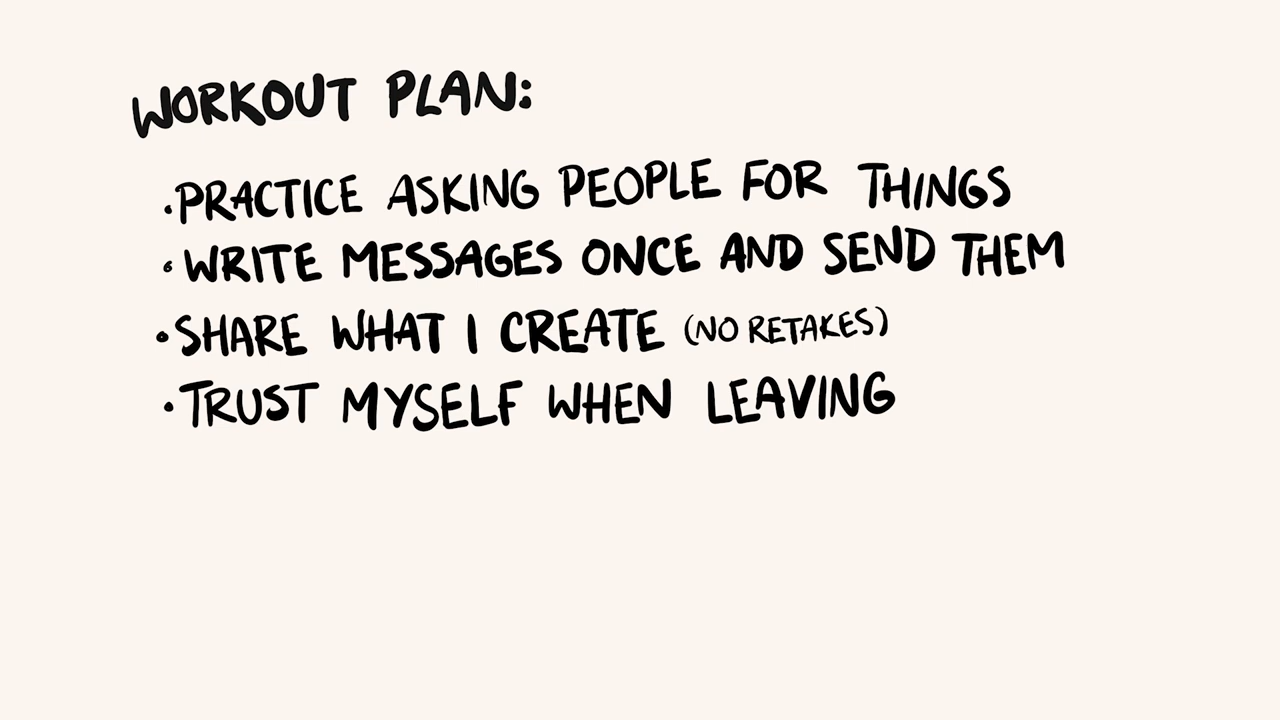 WORKOUT PLAN:
• PRACTICE ASKING PEOPLE FOR THINGS
• WRITE MESSAGES ONCE AND SEND THEM
• SHARE WHAT I CREATE (NO RETAKES)
• TRUST MYSELF WHEN LEAVING